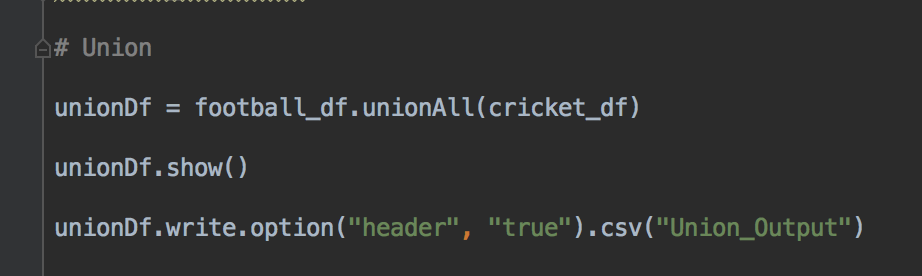 # Union
unionDf = football_df.unionAll(cricket_df)
unionDf.show()
unionDf.write.option("header", "true").csv("Union_Output")